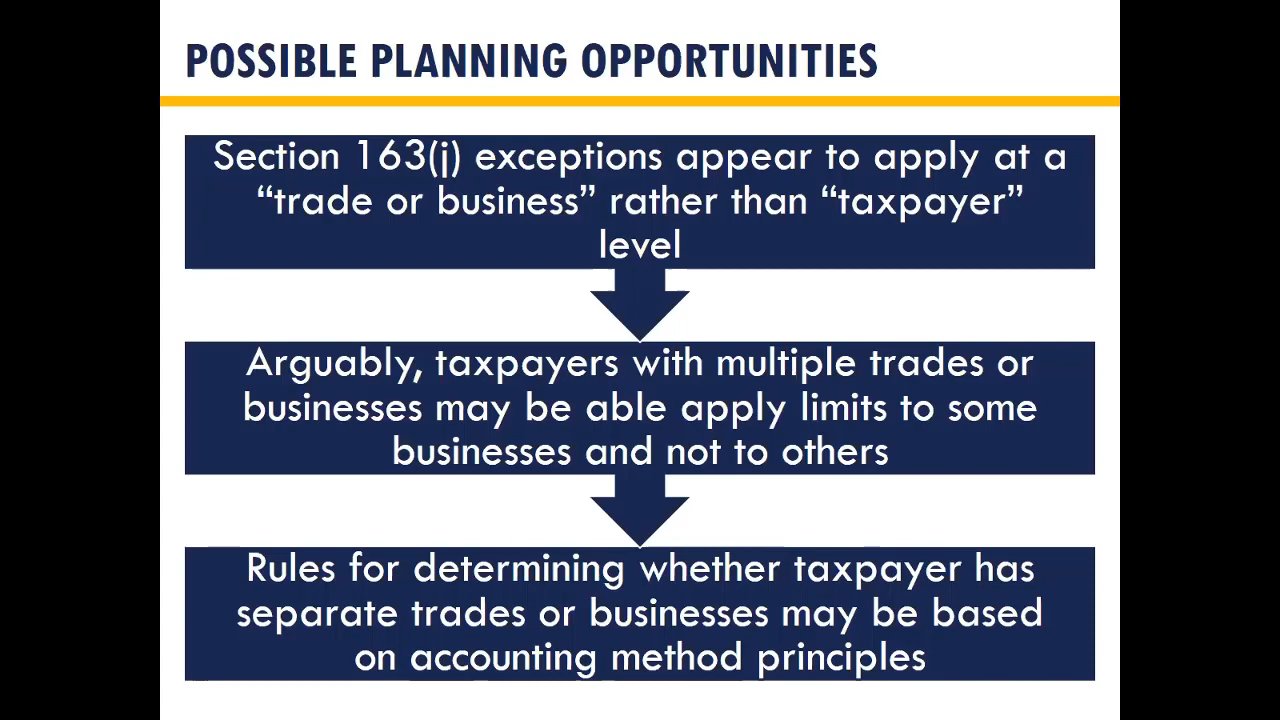 POSSIBLE PLANNING OPPORTUNITIES
Section 163(j) exceptions appear to apply at a
“trade or business” rather than “taxpayer”
level
Arguably, taxpayers with multiple trades or
businesses may be able apply limits to some
businesses and not to others
Rules for determining whether taxpayer has
separate trades or businesses may be based
on accounting method principles